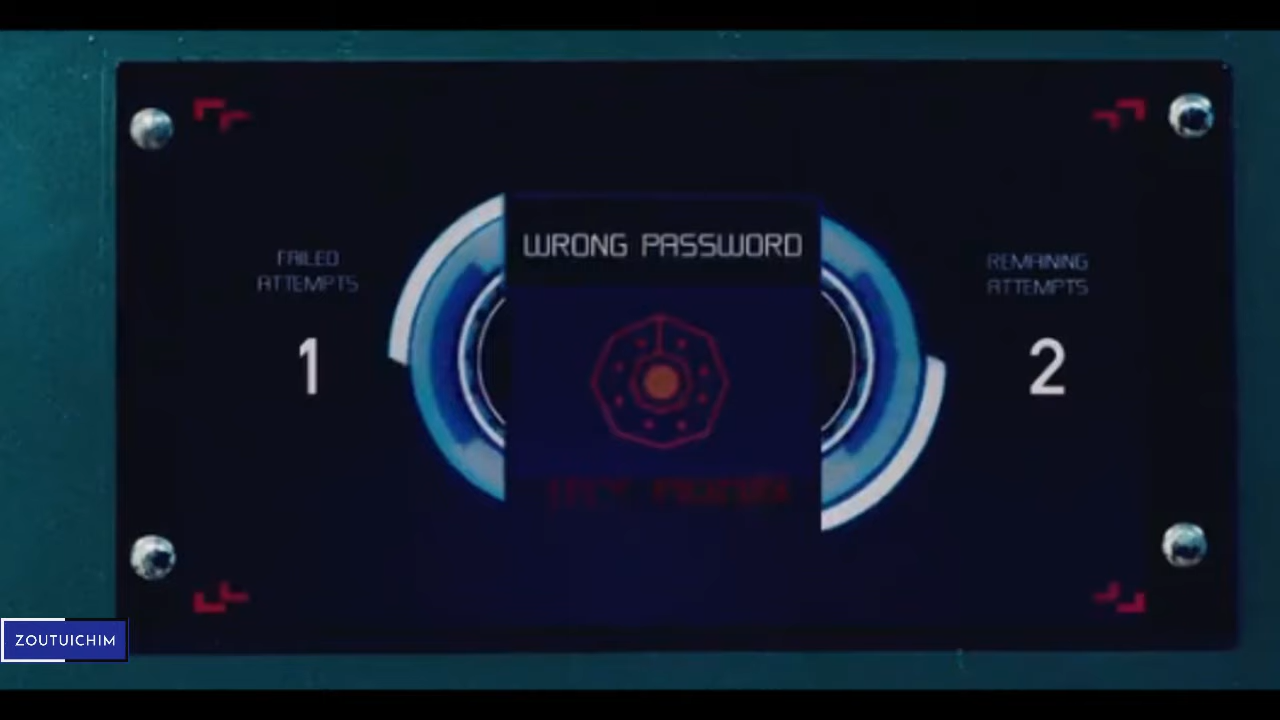 WRONG PASSWORD
FAILED
ATTEMPTS
1
REMAINING
ATTEMPTS
2
ZOUTUICHIM